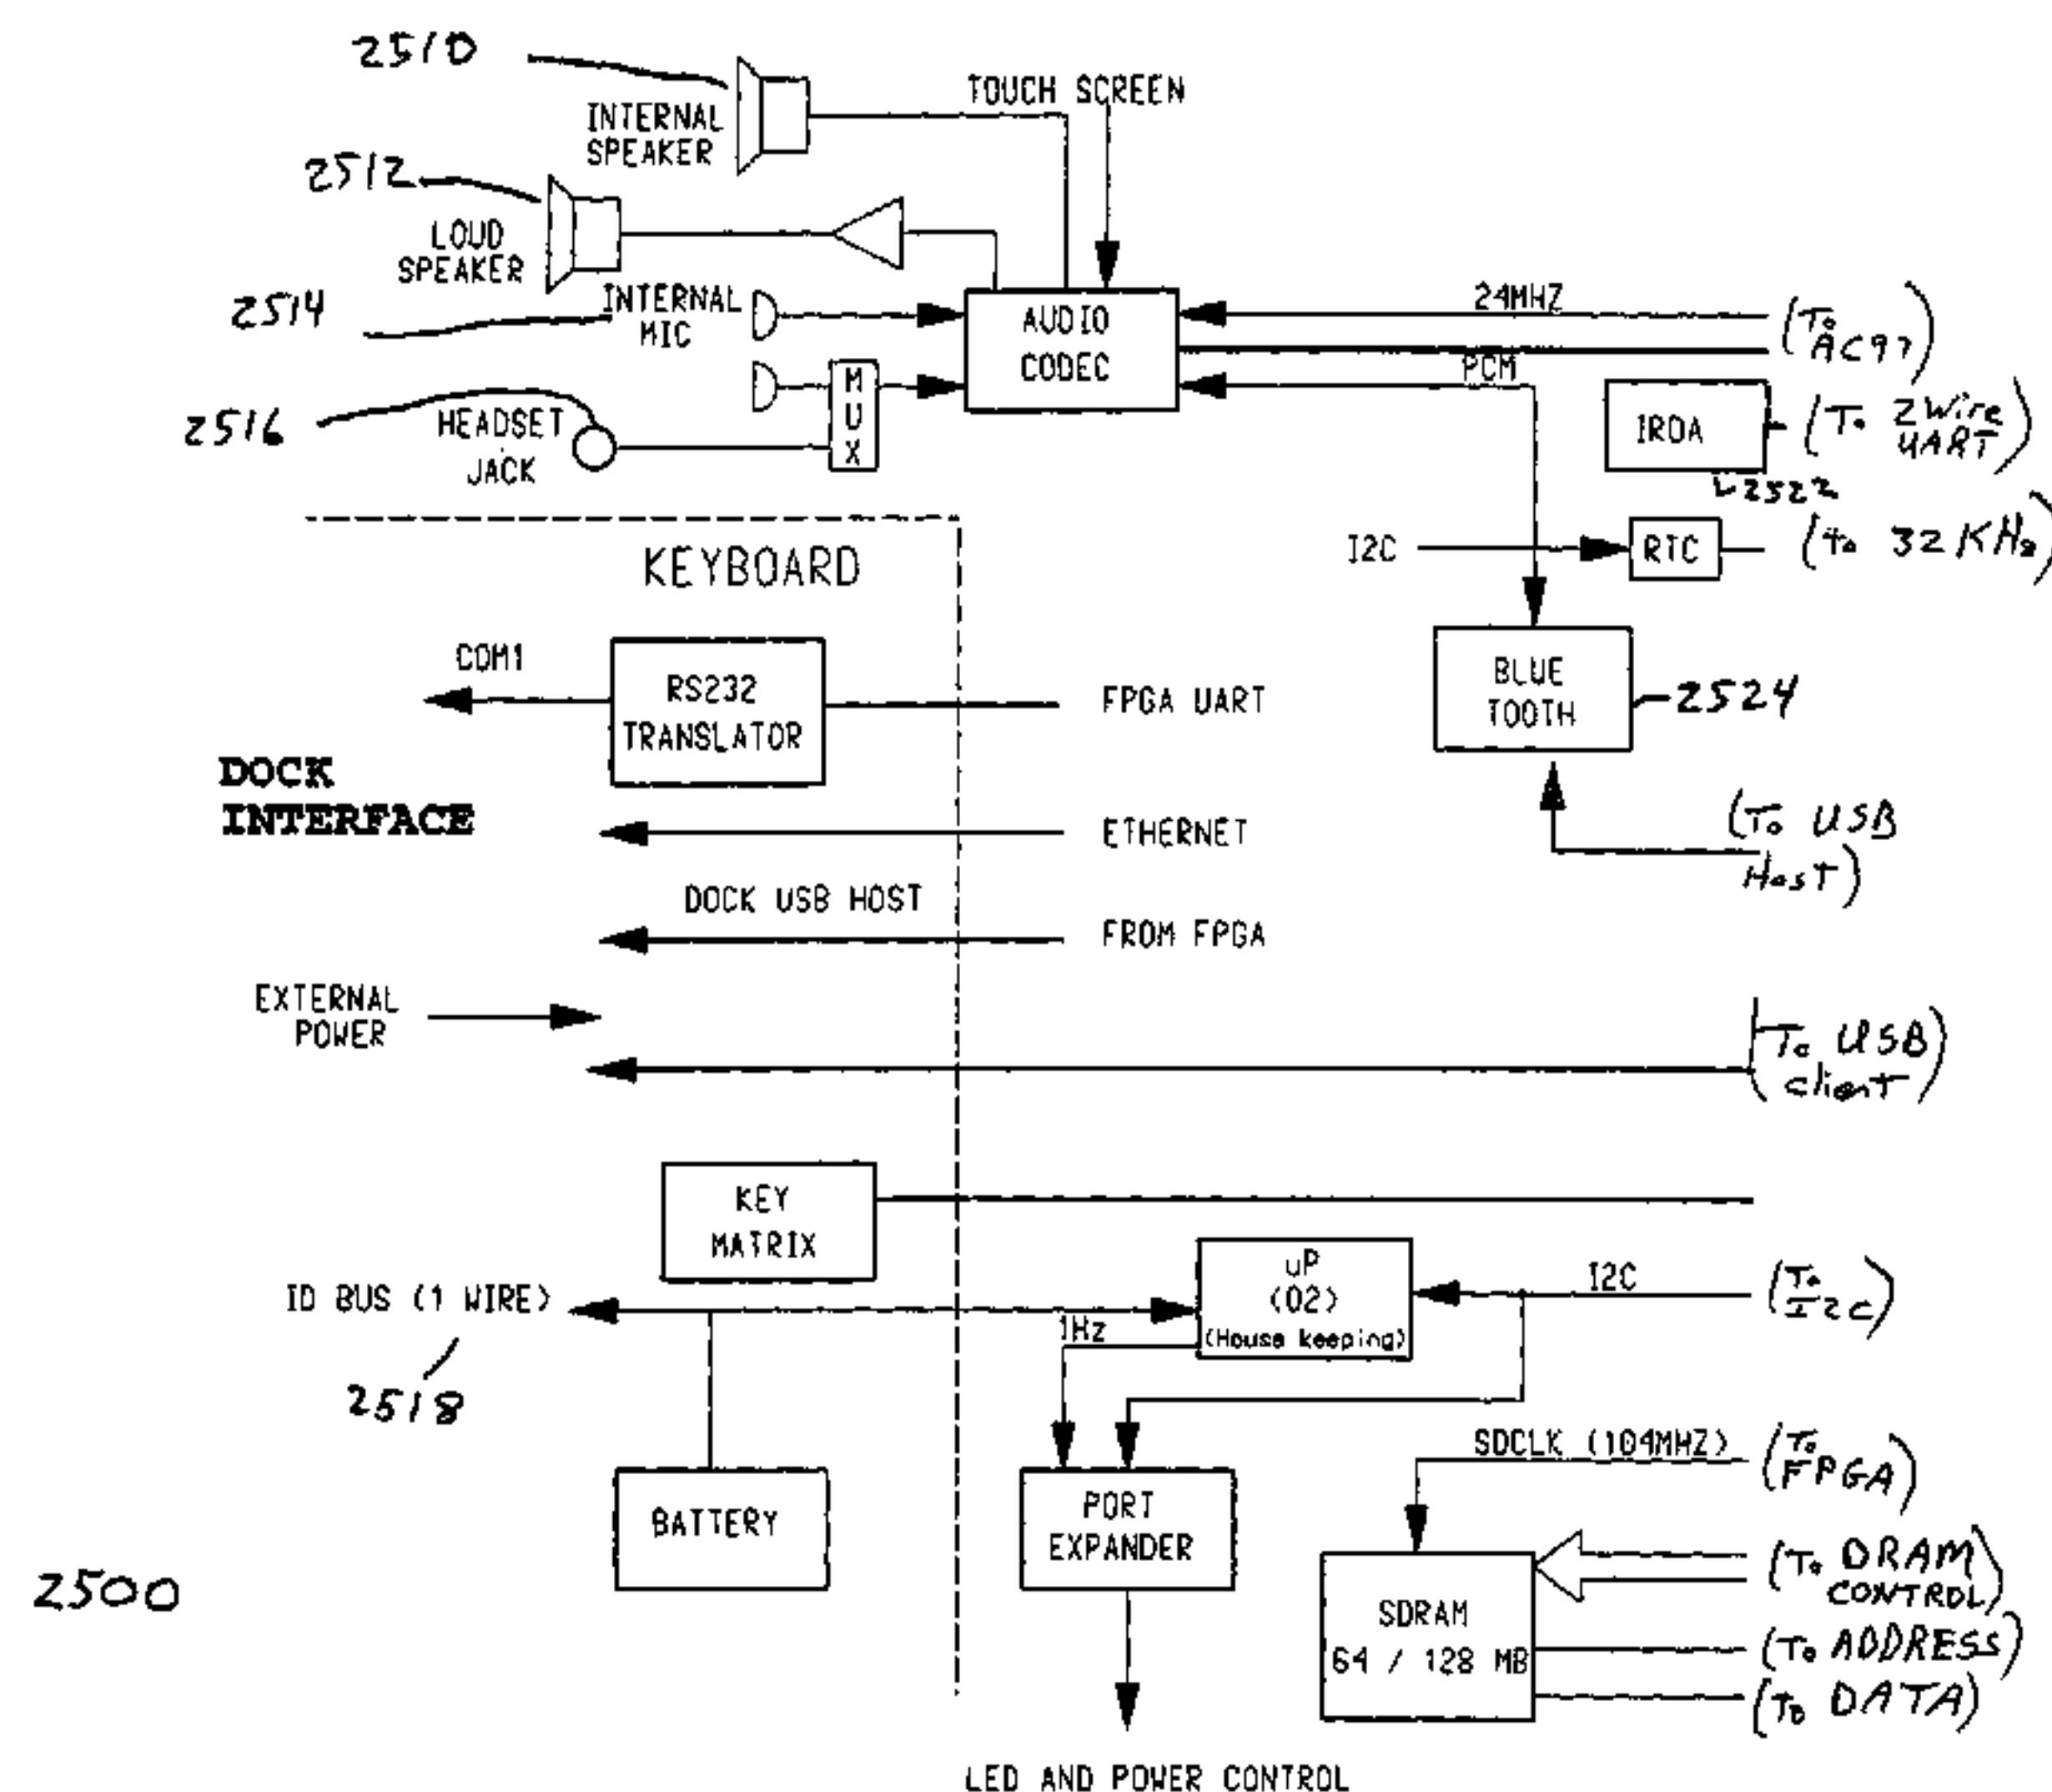 2510
TOUCH SCREEN
INTERNAL
SPEAKER
2512
LOUD
SPEAKER
2514
INTERNAL
MIC
AUDIO
CODEC
24MHZ
(To
AC97)
PCM
2516
HEADSET
JACK
MUX
IRDA
(To 2Wire
UART)
2522
KEYBOARD
I2C
RTC
(to 32 KHz)
COM1
RS232
TRANSLATOR
FPGA UART
BLUE
TOOTH
2524
DOCK
INTERFACE
ETHERNET
(To USB
Host)
DOCK USB HOST
FROM FPGA
EXTERNAL
POWER
(To USB
client)
KEY
MATRIX
ID BUS (1 WIRE)
uP
(02)
(House keeping)
I2C
(To
I2C)
1Hz
2518
SDCLK (104MHZ)
(To
FPGA)
BATTERY
PORT
EXPANDER
2500
SDRAM
64 / 128 MB
(To DRAM
CONTROL)
(To ADDRESS)
(To DATA)
LED AND POWER CONTROL